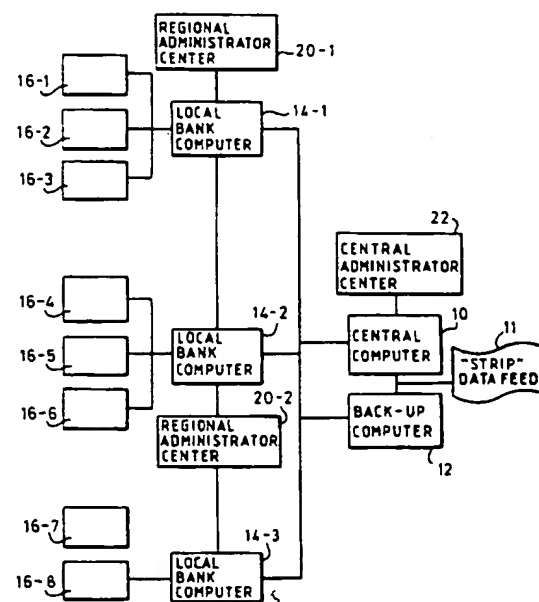 REGIONAL
ADMINISTRATOR
CENTER
20-1
16-1
LOCAL
BANK
COMPUTER
14-1
16-2
16-3
22
CENTRAL
ADMINISTRATOR
CENTER
16-4
14-2
10
11
LOCAL
BANK
COMPUTER
CENTRAL
COMPUTER
"STRIP"
DATA FEED
16-5
20-2
16-6
REGIONAL
ADMINISTRATOR
CENTER
BACK-UP
COMPUTER
12
16-7
14-3
16-8
LOCAL
BANK
COMPUTER